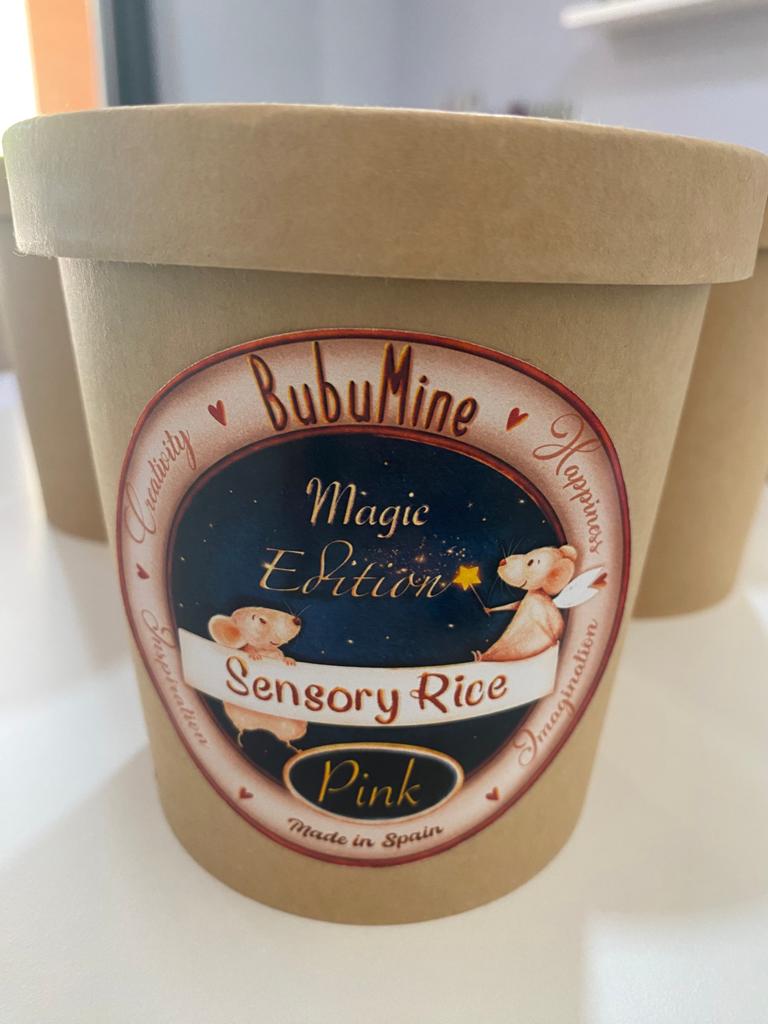 BubuMine
Creativity
Happiness
Magic
Edition
Sensory Rice
Inspiration
Imagination
Pink
Made in Spain